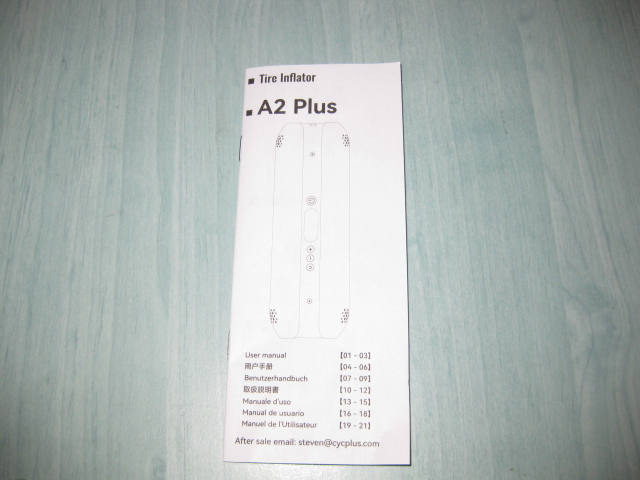 Tire Inflator
A2 Plus
User manual 【01 - 03】
用户手册 【04 - 06】
Benutzerhandbuch 【07 - 09】
取扱説明書 【10 - 12】
Manuale d'uso 【13 - 15】
Manual de usuario 【16 - 18】
Manuel de l'Utilisateur 【19 - 21】
After sale email: steven@cycplus.com